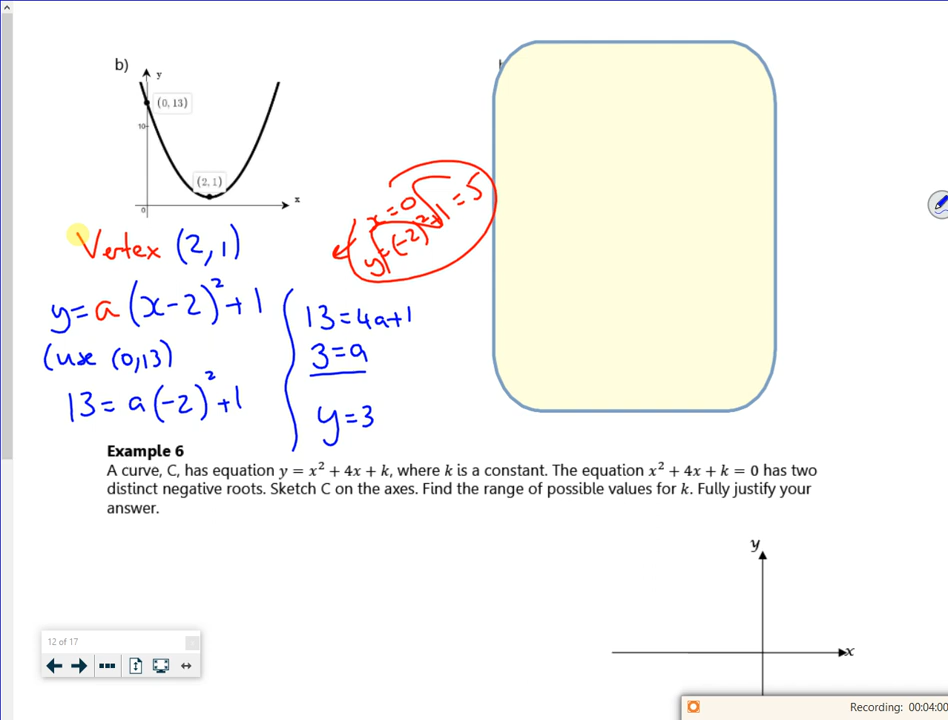 b)
y
(0, 13)
10
(2, 1)
x
0
Vertex (2,1)
y=a(x-2)²+1
(use (0,13)
13=a(-2)²+1
13=4a+1
3=a
y=3
x=0
y=(-2)²+1=5
Example 6
A curve, C, has equation y = x² + 4x + k, where k is a constant. The equation x² + 4x + k = 0 has two
distinct negative roots. Sketch C on the axes. Find the range of possible values for k. Fully justify your
answer.
y
x
12 of 17
Recording: 00:04:00